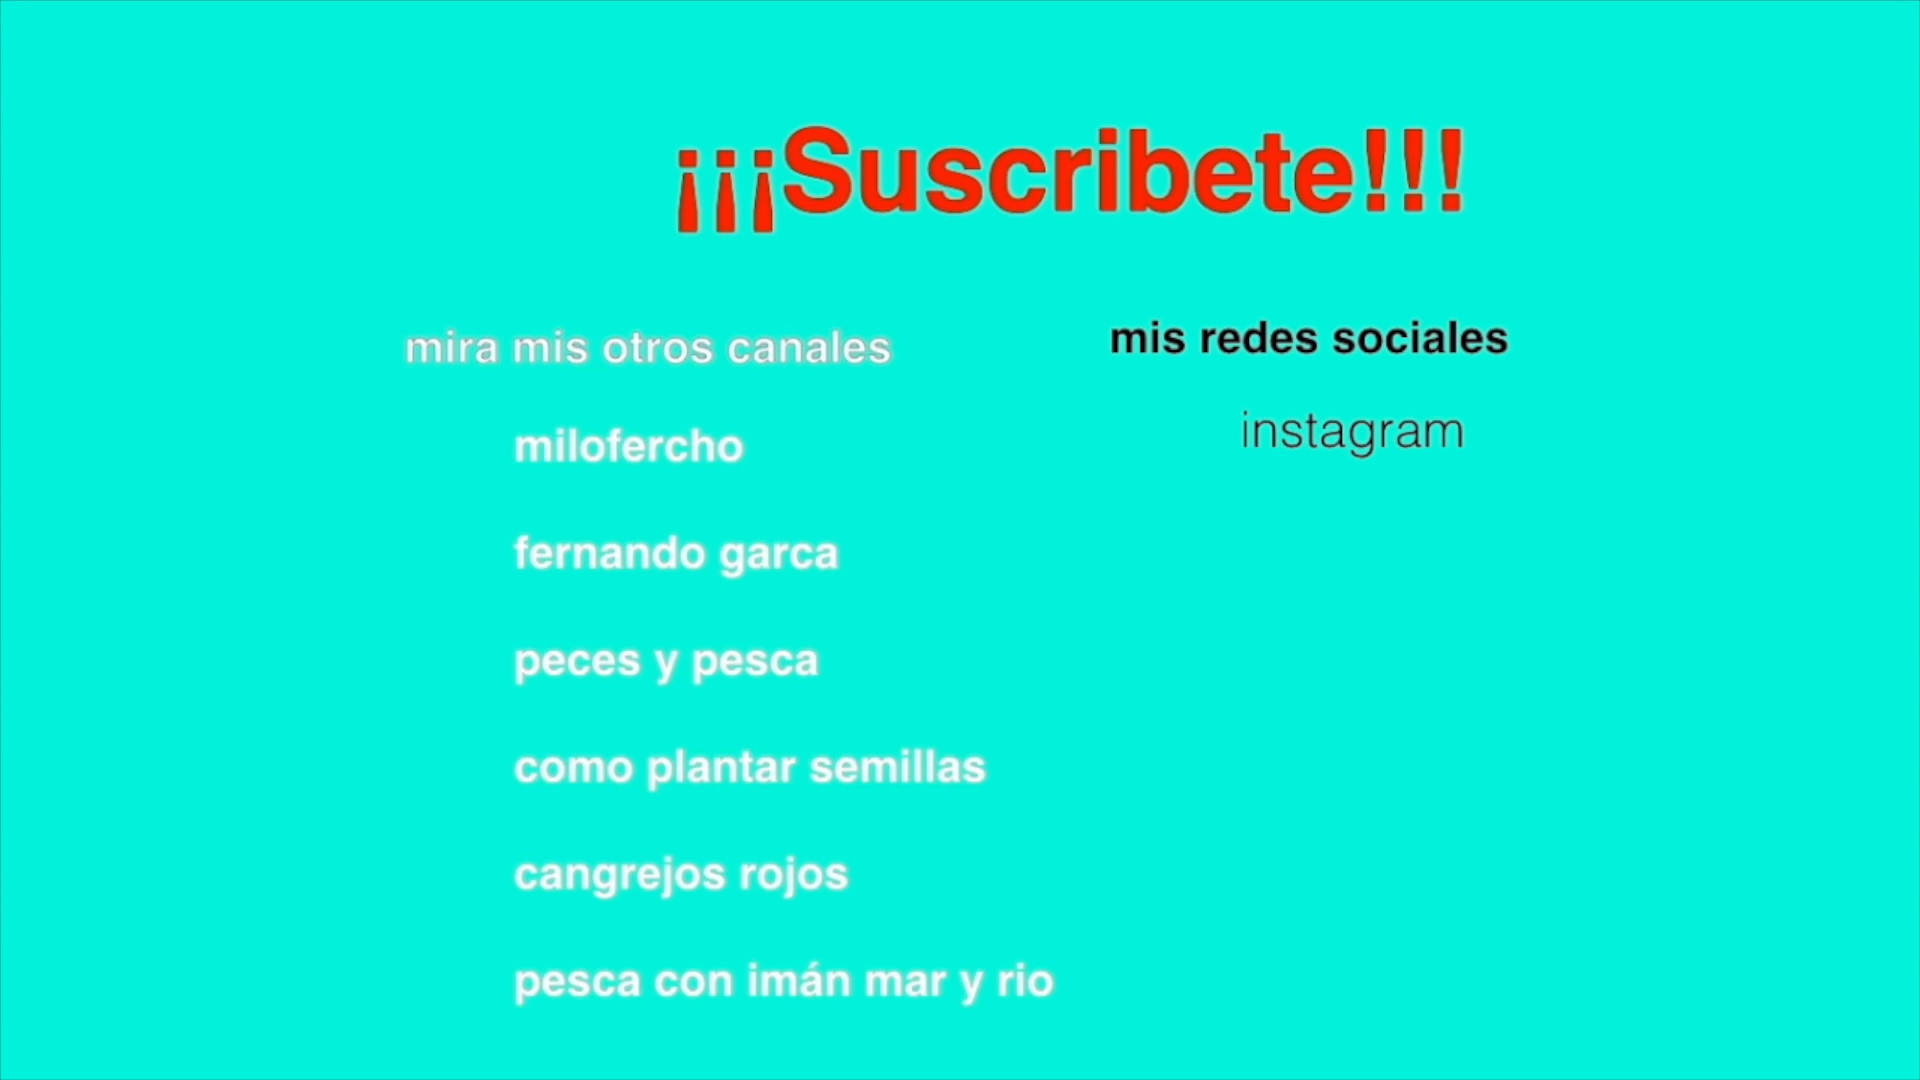 ¡¡¡Suscribete!!!
mira mis otros canales
milofercho
fernando garca
peces y pesca
como plantar semillas
cangrejos rojos
pesca con imán mar y rio
mis redes sociales
instagram